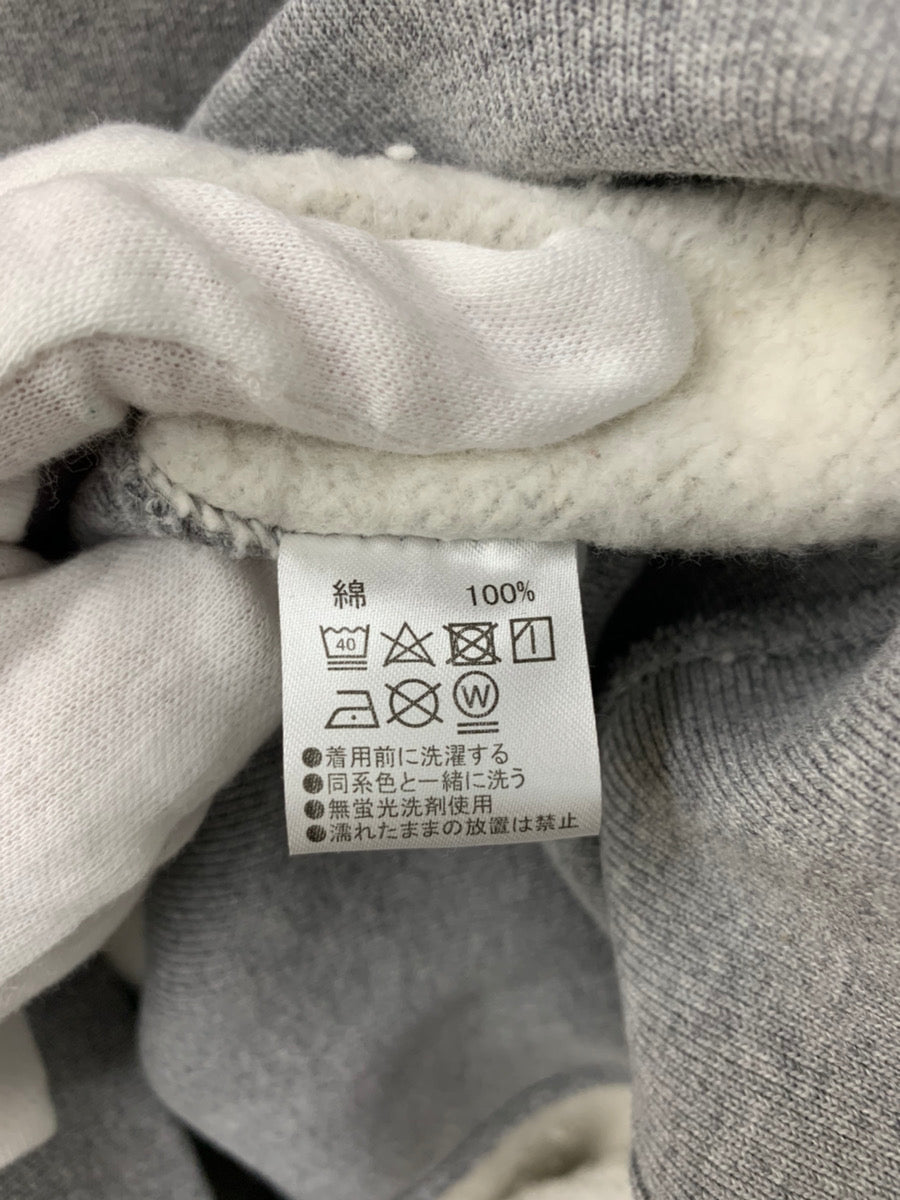 綿 100%
40
W
●着用前に洗濯する
●同系色と一緒に洗う
●無蛍光洗剤使用
●濡れたままの放置は禁止